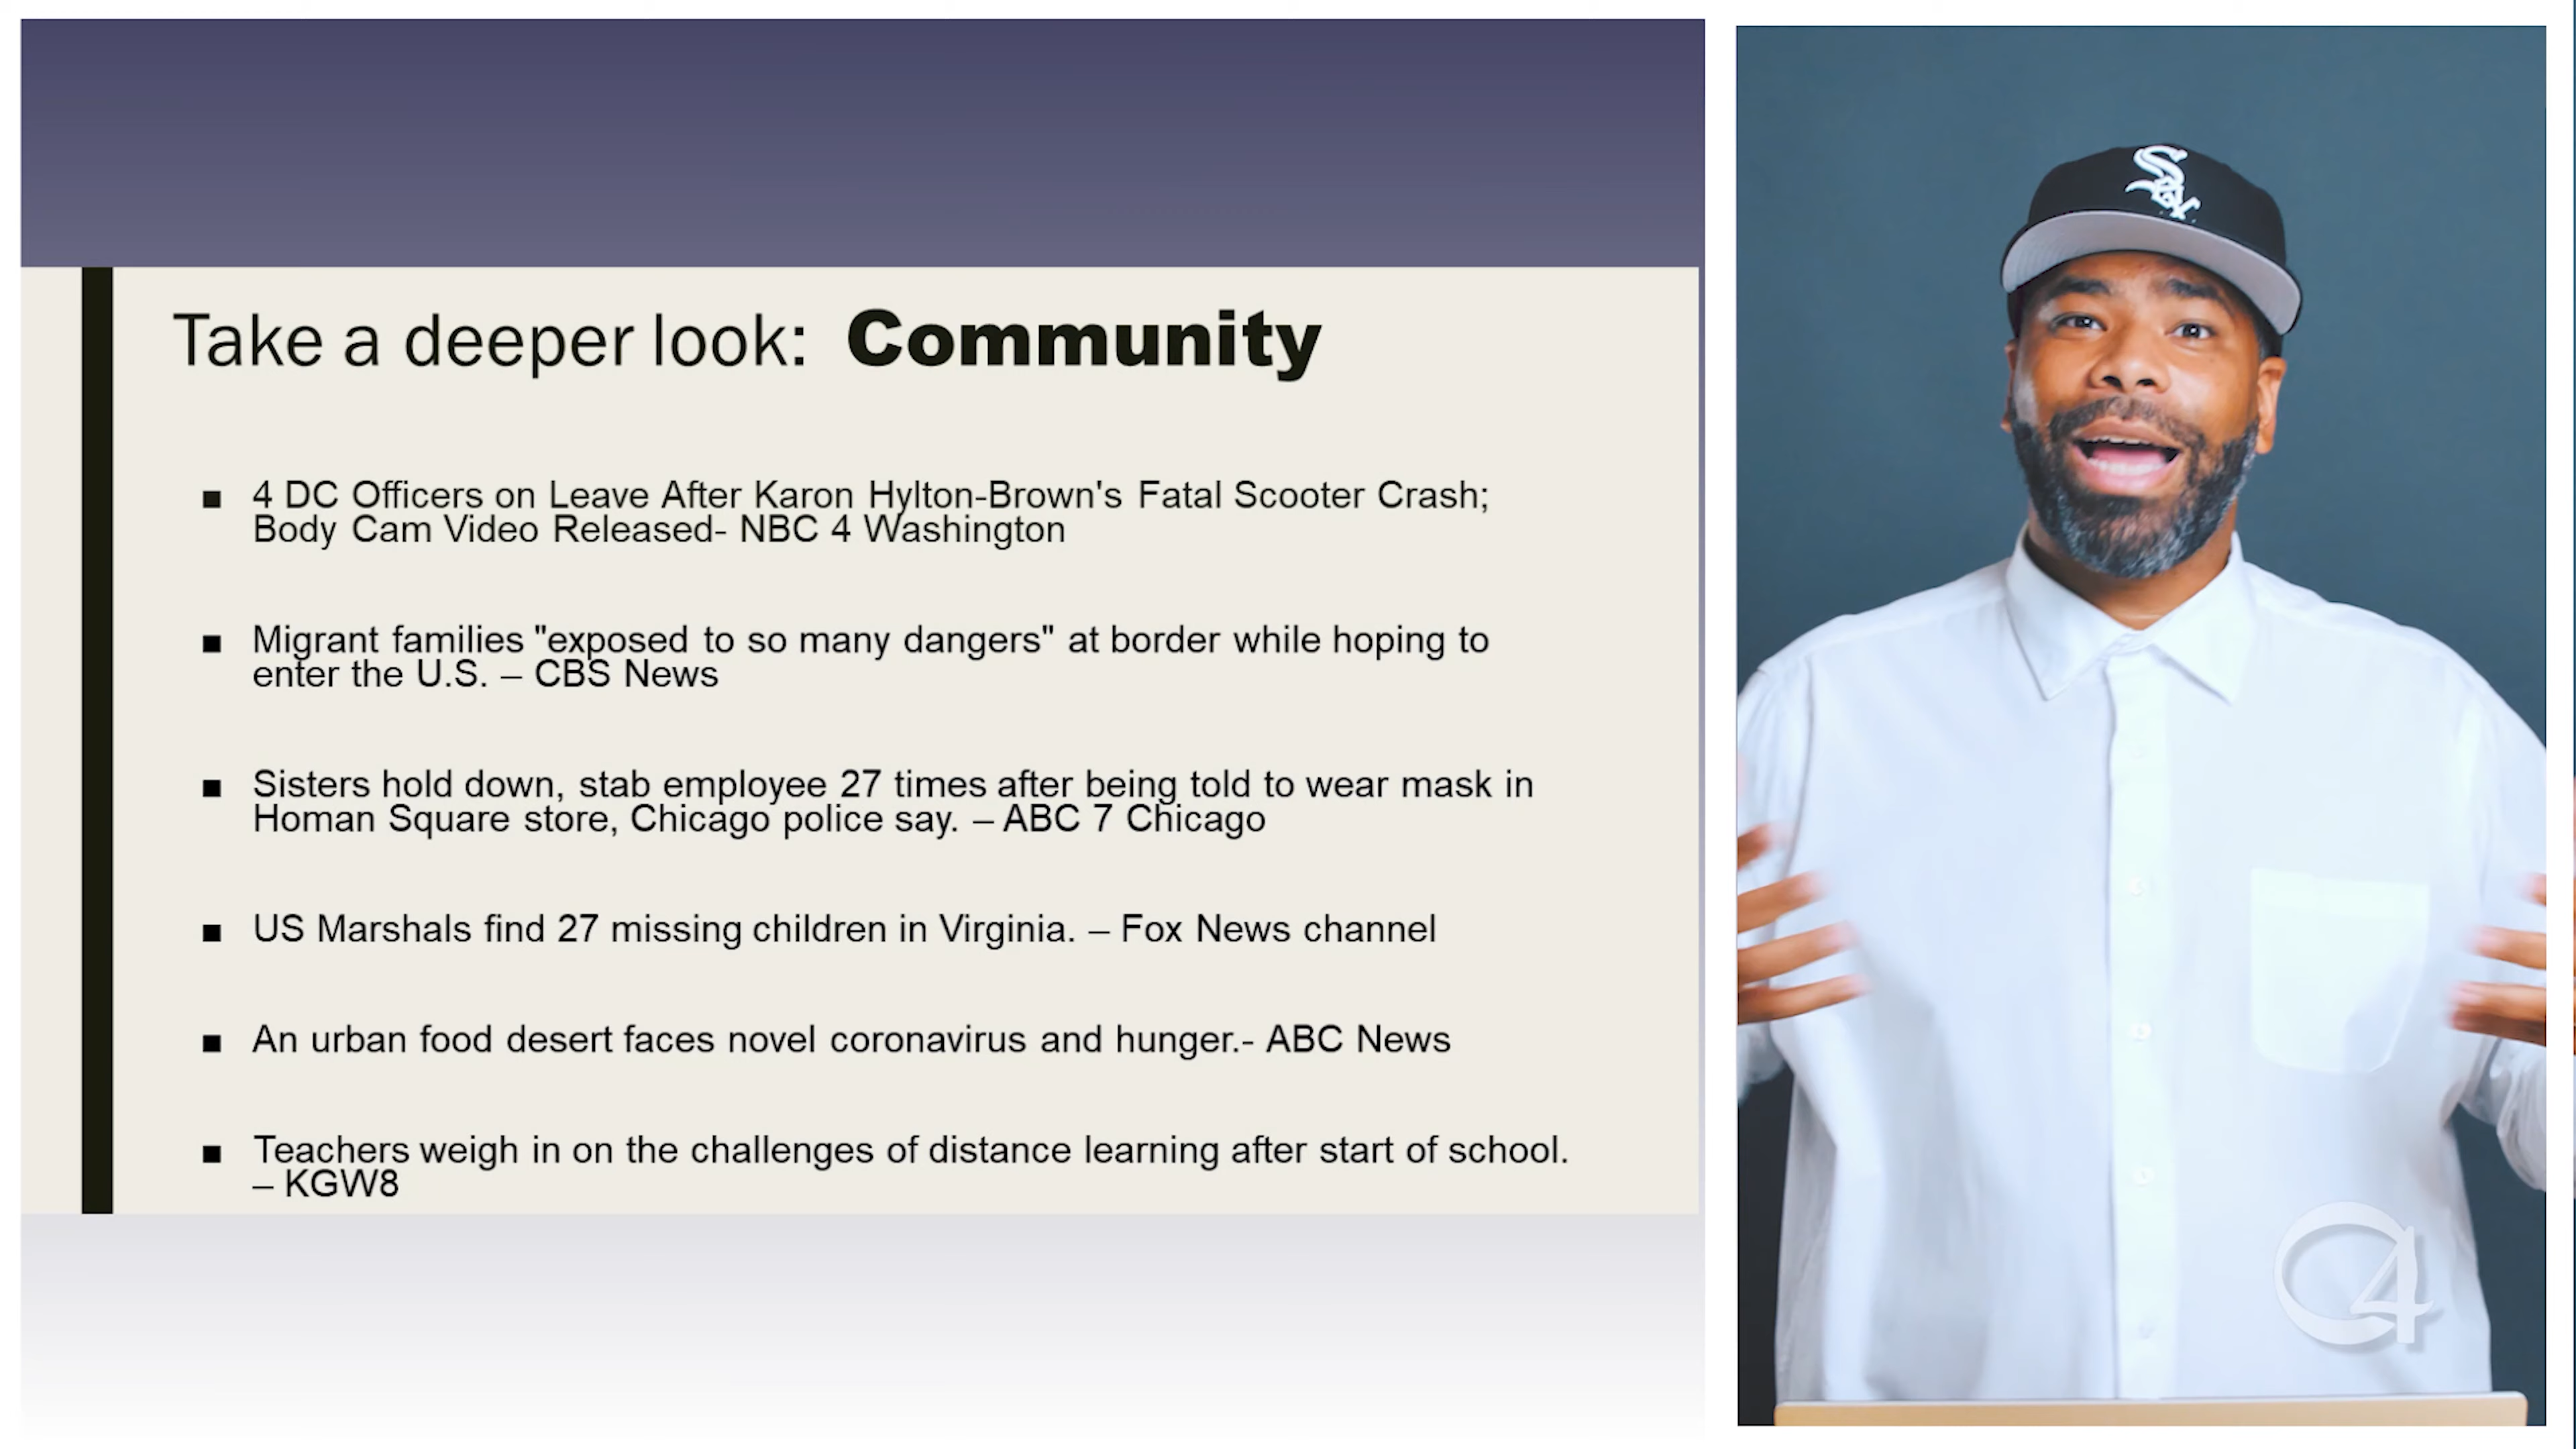 Take a deeper look: Community
■ 4 DC Officers on Leave After Karon Hylton-Brown's Fatal Scooter Crash;
Body Cam Video Released- NBC 4 Washington
■ Migrant families "exposed to so many dangers" at border while hoping to
enter the U.S. – CBS News
■ Sisters hold down, stab employee 27 times after being told to wear mask in
Homan Square store, Chicago police say. – ABC 7 Chicago
■ US Marshals find 27 missing children in Virginia. – Fox News channel
■ An urban food desert faces novel coronavirus and hunger.- ABC News
■ Teachers weigh in on the challenges of distance learning after start of school.
– KGW8
Sox
C4